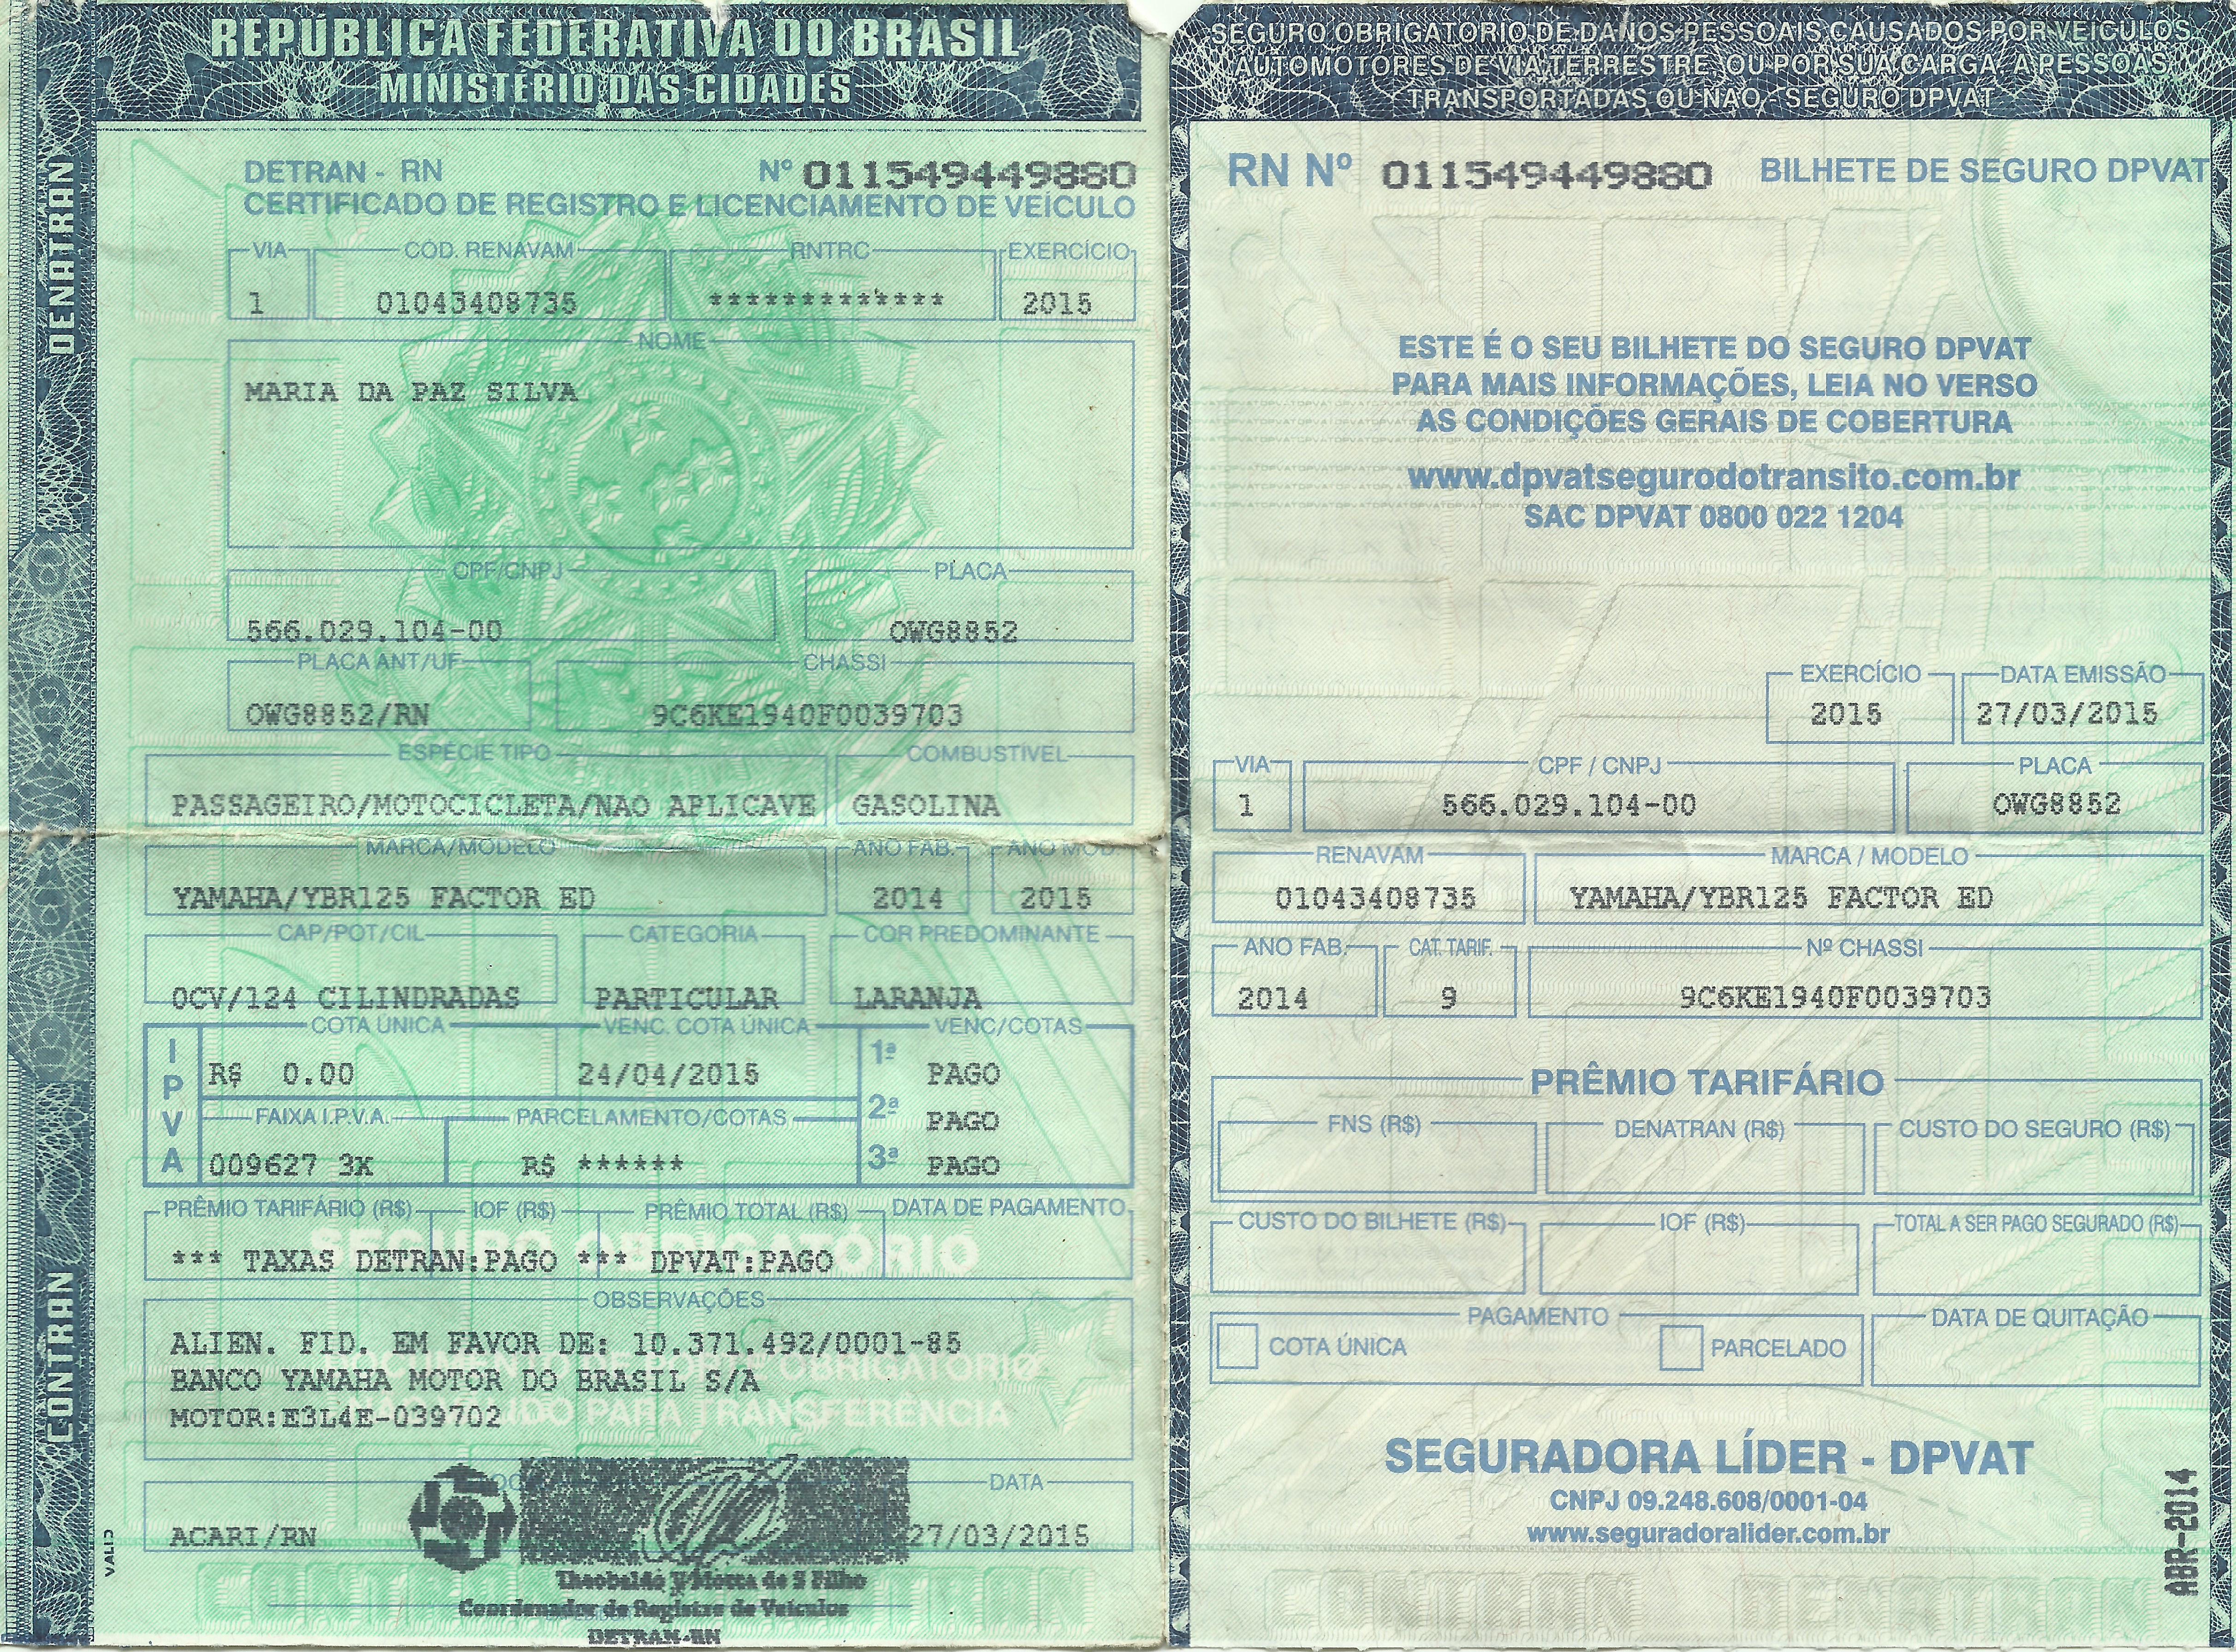 REPÚBLICA FEDERATIVA DO BRASIL
MINISTÉRIO DAS CIDADES
DENATRAN
CONTRAN
DETRAN - RN Nº 011549449880
CERTIFICADO DE REGISTRO E LICENCIAMENTO DE VEÍCULO
VIA CÓD. RENAVAM RNTRC EXERCÍCIO
1 01043408735 ************* 2015
NOME
MARIA DA PAZ SILVA
CPF/CNPJ PLACA
566.029.104-00 OWG8852
PLACA ANT/UF CHASSI
OWG8852/RN 9C6KE1940F0039703
ESPÉCIE TIPO COMBUSTÍVEL
PASSAGEIRO/MOTOCICLETA/NAO APLICAVE GASOLINA
MARCA/MODELO ANO FAB. ANO MOD
YAMAHA/YBR125 FACTOR ED 2014 2015
CAP/POT/CIL CATEGORIA COR PREDOMINANTE
0CV/124 CILINDRADAS PARTICULAR LARANJA
IPVA
COTA ÚNICA VENC. COTA ÚNICA VENC/COTAS
R$ 0.00 24/04/2015 1ª PAGO
FAIXA I.P.V.A. PARCELAMENTO/COTAS 2ª PAGO
009627 3X R$ ****** 3ª PAGO
PRÊMIO TARIFÁRIO (R$) IOF (R$) PRÊMIO TOTAL (R$) DATA DE PAGAMENTO
SEGURO OBRIGATÓRIO
*** TAXAS DETRAN:PAGO *** DPVAT:PAGO
OBSERVAÇÕES
ALIEN. FID. EM FAVOR DE: 10.371.492/0001-85
BANCO YAMAHA MOTOR DO BRASIL S/A
MOTOR:E3L4E-039702
DATA
ACARI/RN 27/03/2015
Coordenador de Registro de Veículos
DETRAN-RN
SEGURO OBRIGATÓRIO DE DANOS PESSOAIS CAUSADOS POR VEÍCULOS
AUTOMOTORES DE VIA TERRESTRE, OU POR SUA CARGA, A PESSOAS
TRANSPORTADAS OU NÃO - SEGURO DPVAT
RN Nº 011549449880 BILHETE DE SEGURO DPVAT
ESTE É O SEU BILHETE DO SEGURO DPVAT
PARA MAIS INFORMAÇÕES, LEIA NO VERSO
AS CONDIÇÕES GERAIS DE COBERTURA
www.dpvatsegurodotransito.com.br
SAC DPVAT 0800 022 1204
EXERCÍCIO DATA EMISSÃO
2015 27/03/2015
VIA CPF / CNPJ PLACA
1 566.029.104-00 OWG8852
RENAVAM MARCA / MODELO
01043408735 YAMAHA/YBR125 FACTOR ED
ANO FAB. CAT. TARIF. Nº CHASSI
2014 9 9C6KE1940F0039703
PRÊMIO TARIFÁRIO
FNS (R$) DENATRAN (R$) CUSTO DO SEGURO (R$)
CUSTO DO BILHETE (R$) IOF (R$) TOTAL A SER PAGO SEGURADO (R$)
PAGAMENTO DATA DE QUITAÇÃO
COTA ÚNICA PARCELADO
SEGURADORA LÍDER - DPVAT
CNPJ 09.248.608/0001-04
www.seguradoralider.com.br
ABR-2014